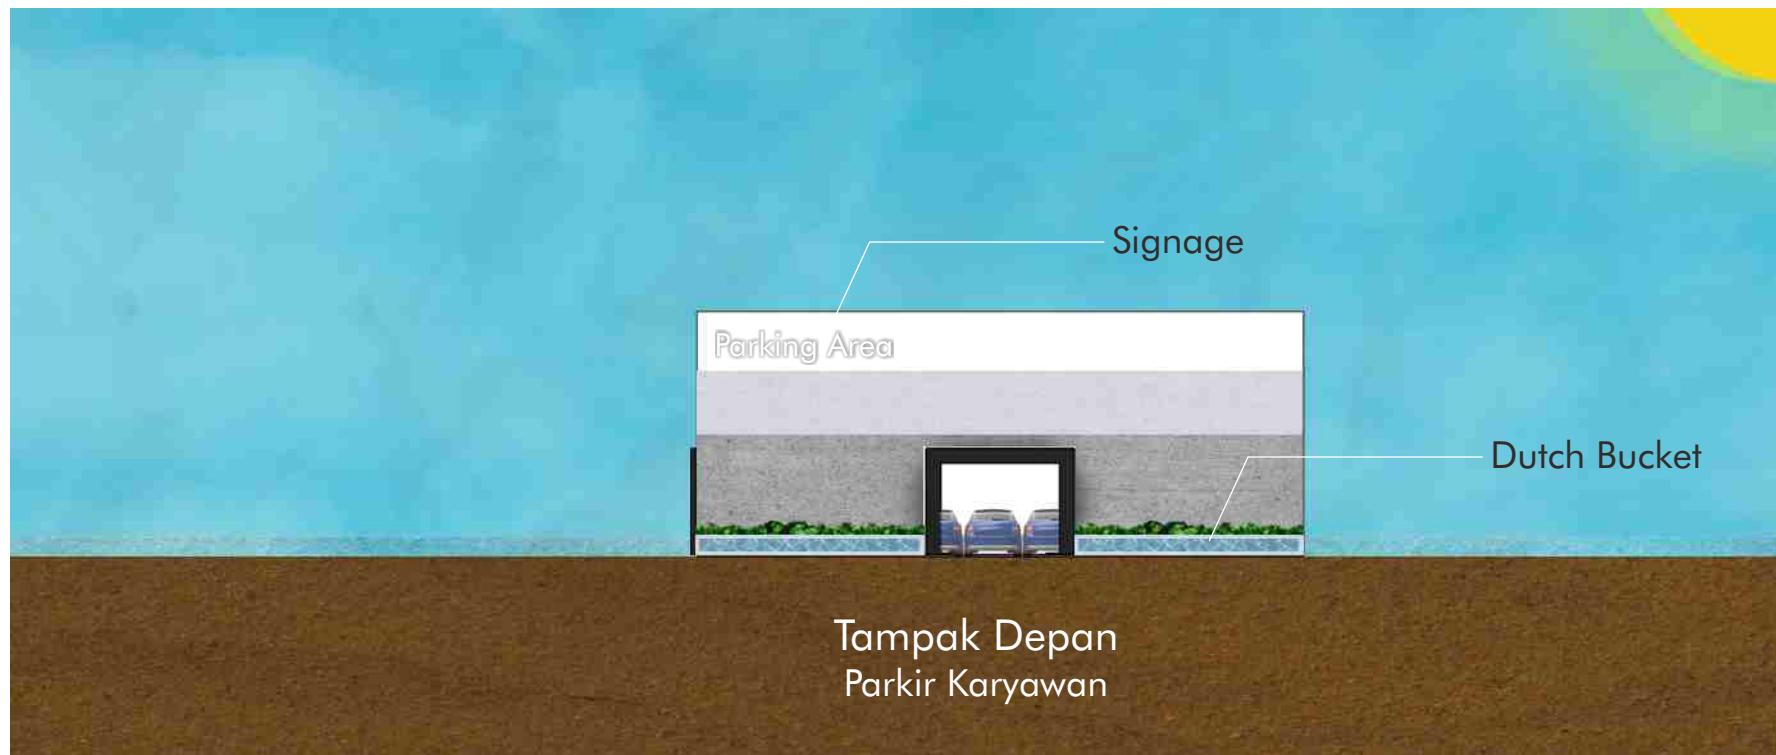 Signage
Parking Area
Dutch Bucket
Tampak Depan
Parkir Karyawan